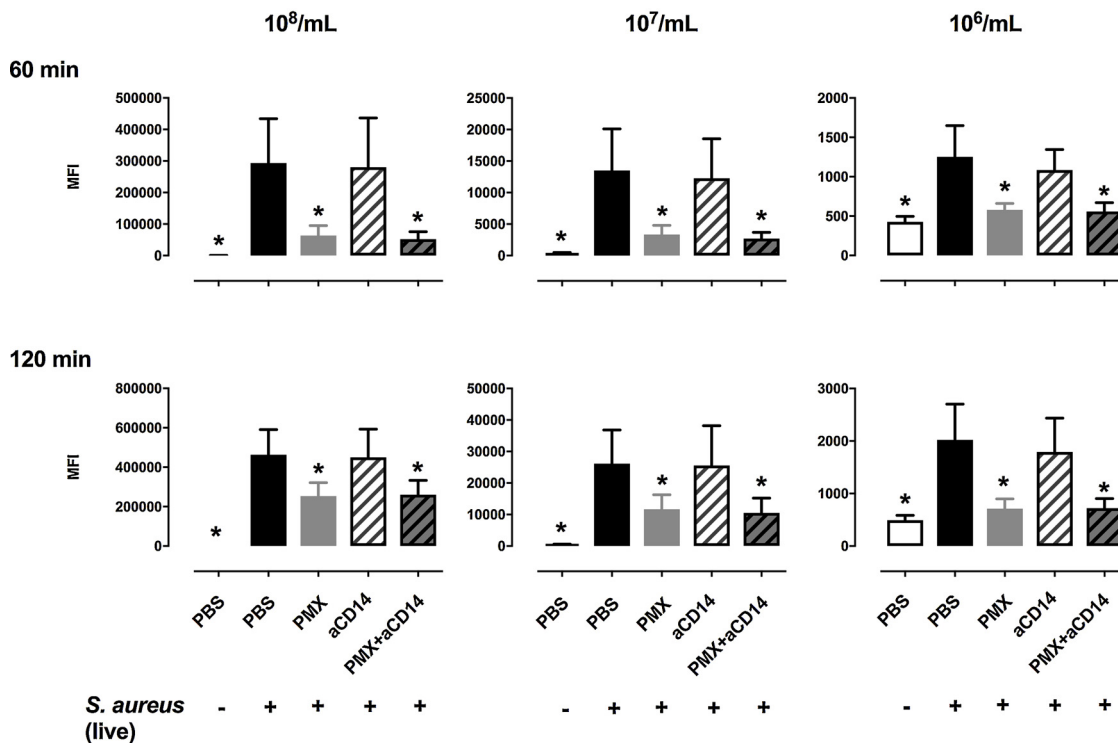 10⁸/mL 10⁷/mL 10⁶/mL
60 min
MFI
500000
400000
300000
200000
100000
0
* * *
25000
20000
15000
10000
5000
0
* * *
2000
1500
1000
500
0
* * *
120 min
MFI
800000
600000
400000
200000
0
* * *
50000
40000
30000
20000
10000
0
* * *
3000
2000
1000
0
* * *
PBS PBS PMX aCD14 PMX+aCD14
PBS PBS PMX aCD14 PMX+aCD14
PBS PBS PMX aCD14 PMX+aCD14
S. aureus - + + + + - + + + + - + + + +
(live)